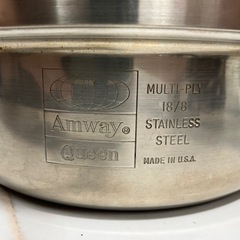 Amway®
Queen
MULTI-PLY
18/8
STAINLESS
STEEL
MADE IN U.S.A.